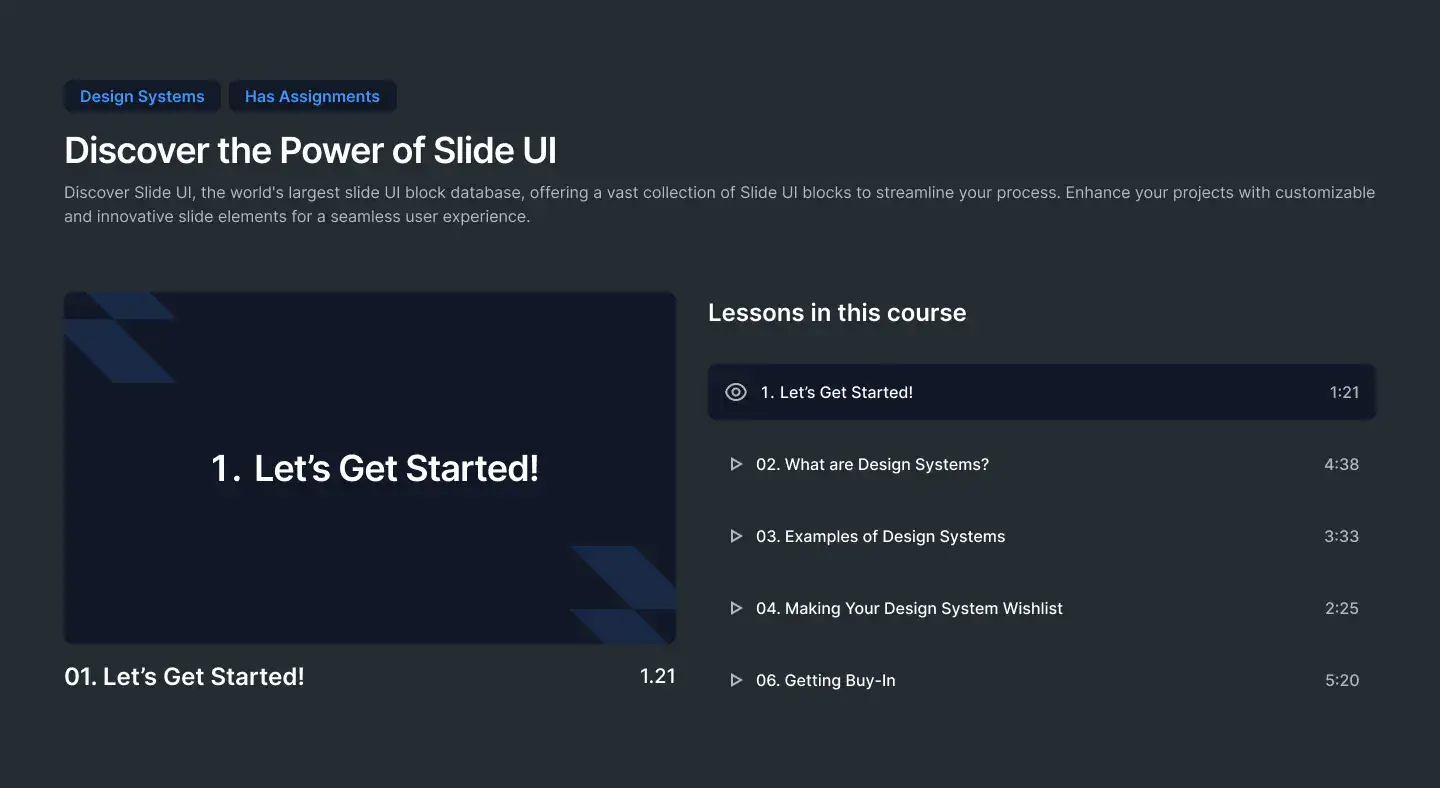 Design Systems Has Assignments
Discover the Power of Slide UI
Discover Slide UI, the world's largest slide UI block database, offering a vast collection of Slide UI blocks to streamline your process. Enhance your projects with customizable
and innovative slide elements for a seamless user experience.
1. Let’s Get Started!
01. Let’s Get Started! 1.21
Lessons in this course
1. Let’s Get Started! 1:21
02. What are Design Systems? 4:38
03. Examples of Design Systems 3:33
04. Making Your Design System Wishlist 2:25
06. Getting Buy-In 5:20